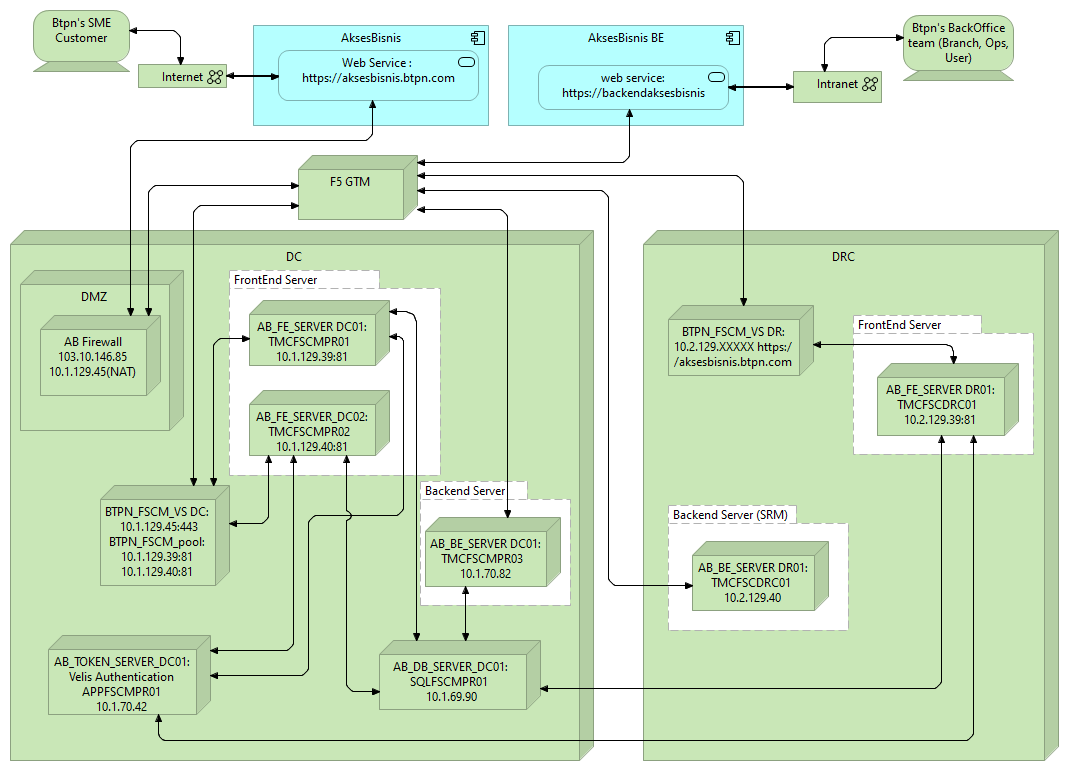 Btpn's SME
Customer
Internet
AksesBisnis
Web Service :
https://aksesbisnis.btpn.com
AksesBisnis BE
web service:
https://backendaksesbisnis
Intranet
Btpn's BackOffice
team (Branch, Ops,
User)
F5 GTM
DC
DMZ
AB Firewall
103.10.146.85
10.1.129.45(NAT)
FrontEnd Server
AB_FE_SERVER DC01:
TMCFSCMPR01
10.1.129.39:81
AB_FE_SERVER_DC02:
TMCFSCMPR02
10.1.129.40:81
BTPN_FSCM_VS DC:
10.1.129.45:443
BTPN_FSCM_pool:
10.1.129.39:81
10.1.129.40:81
Backend Server
AB_BE_SERVER DC01:
TMCFSCMPR03
10.1.70.82
AB_TOKEN_SERVER_DC01:
Velis Authentication
APPFSCMPR01
10.1.70.42
AB_DB_SERVER_DC01:
SQLFSCMPR01
10.1.69.90
DRC
BTPN_FSCM_VS DR:
10.2.129.XXXXX https:/
/aksesbisnis.btpn.com
FrontEnd Server
AB_FE_SERVER DR01:
TMCFSCDRC01
10.2.129.39:81
Backend Server (SRM)
AB_BE_SERVER DR01:
TMCFSCDRC01
10.2.129.40